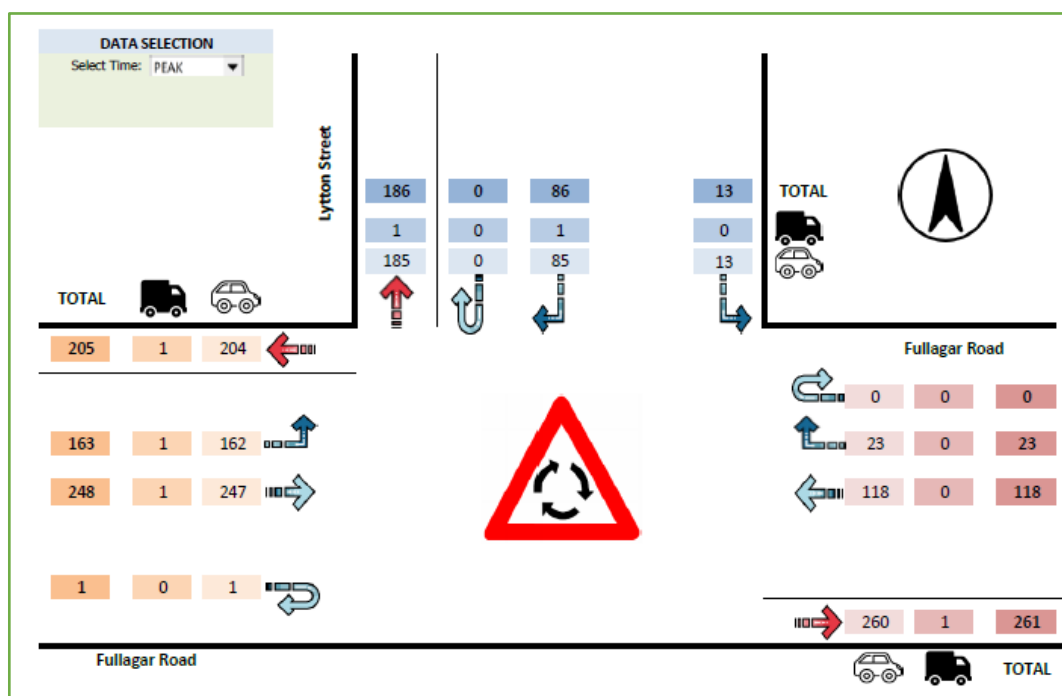 DATA SELECTION
Select Time: PEAK
Lytton Street
186 0 86 13 TOTAL
1 0 1 0
185 0 85 13
TOTAL
205 1 204
Fullagar Road
0 0 0
163 1 162
23 0 23
248 1 247
118 0 118
1 0 1
260 1 261
Fullagar Road
TOTAL